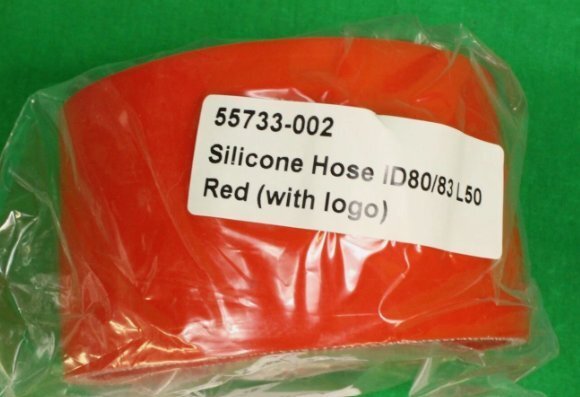 55733-002
Silicone Hose ID80/83 L50
Red (with logo)